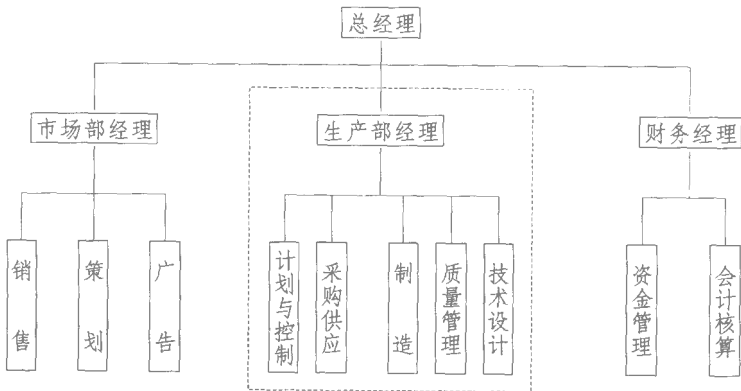 总经理
市场部经理
生产部经理
财务经理
销售
策划
广告
计划与控制
采购供应
制造
质量管理
技术设计
资金管理
会计核算